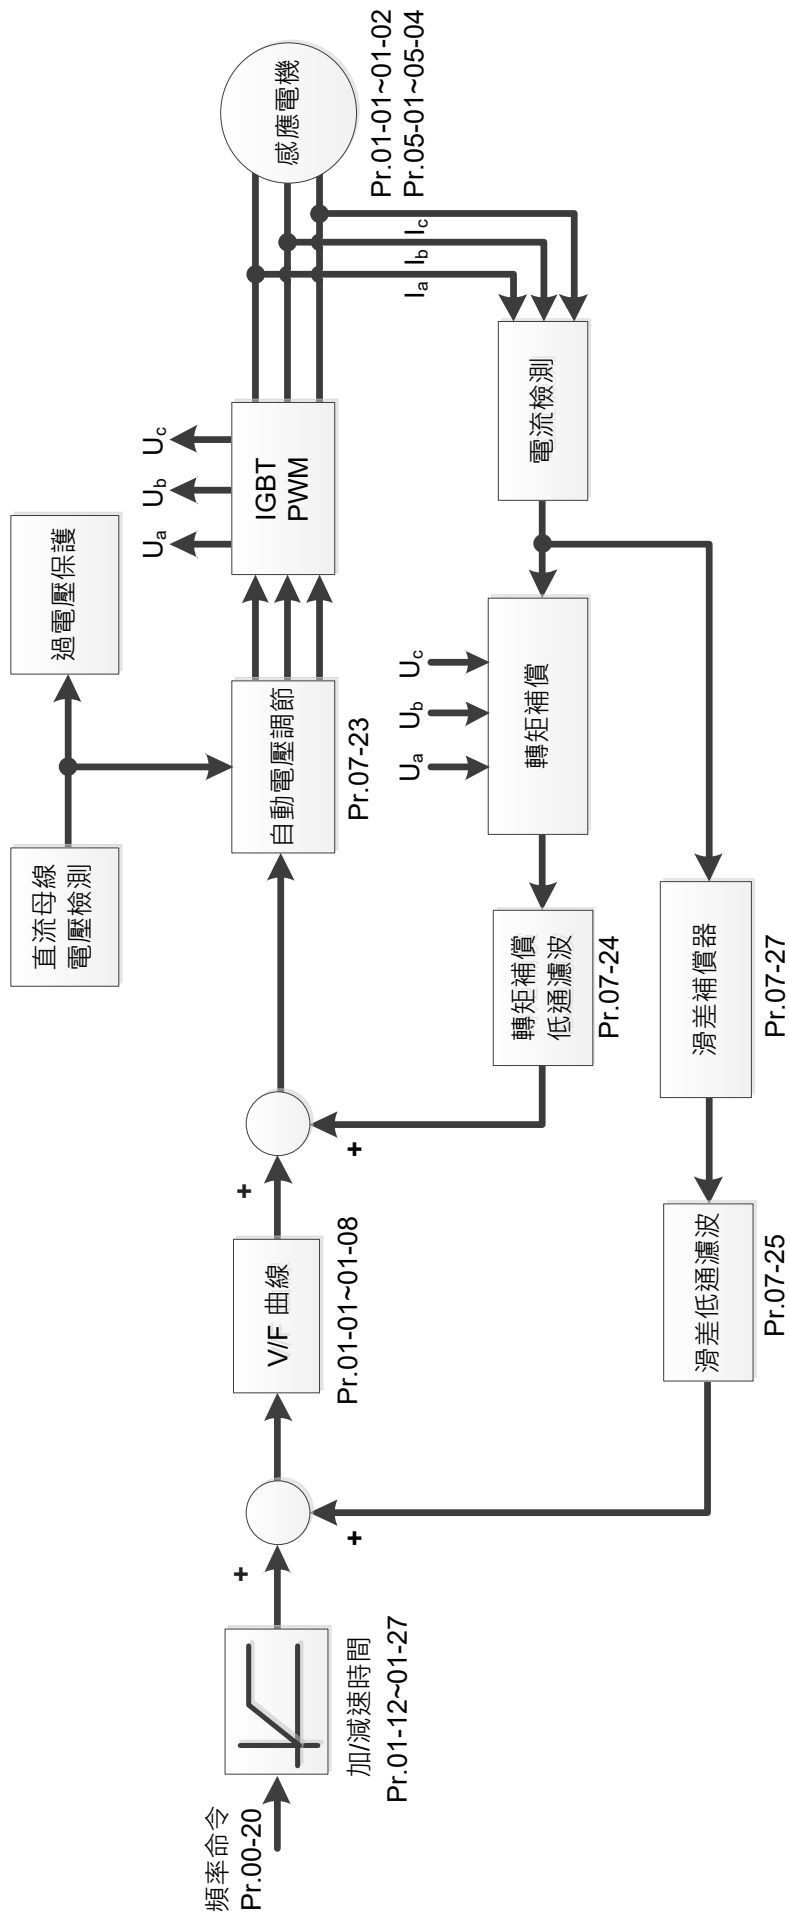 頻率命令
Pr.00-20
加/減速時間
Pr.01-12~01-27
+
+
V/F 曲線
Pr.01-01~01-08
+
+
直流母線
電壓檢測
過電壓保護
自動電壓調節
Pr.07-23
IGBT
PWM
Ua
Ub
Uc
感應電機
Pr.01-01~01-02
Pr.05-01~05-04
Ia
Ib
Ic
電流檢測
轉矩補償
Ua
Ub
Uc
轉矩補償
低通濾波
Pr.07-24
滑差補償器
Pr.07-27
滑差低通濾波
Pr.07-25